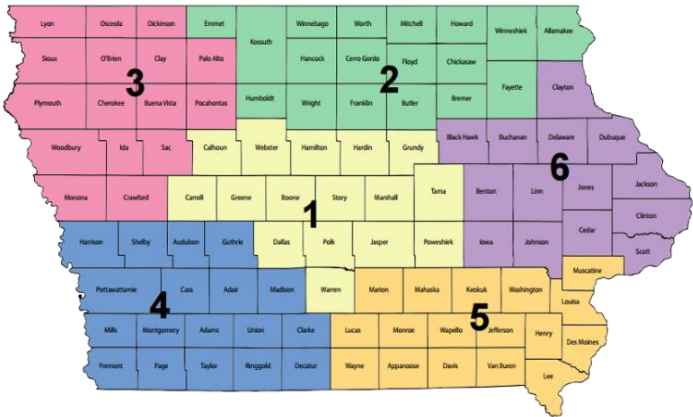 Lyon Osceola Dickinson Emmet Winnebago Worth Mitchell Howard Winneshiek Allamakee
Kossuth
Sioux O'Brien Clay Palo Alto Hancock Cerro Gordo Floyd Chickasaw
3 2
Plymouth Cherokee Buena Vista Pocahontas Humboldt Wright Franklin Butler Bremer Fayette Clayton
Woodbury Ida Sac Calhoun Webster Hamilton Hardin Grundy Black Hawk Buchanan Delaware Dubuque
6
Monona Crawford Carroll Greene Boone Story Marshall Tama Benton Linn Jones Jackson
1
Clinton
Harrison Shelby Audubon Guthrie Dallas Polk Jasper Poweshiek Iowa Johnson Cedar
Scott
Muscatine
Pottawattamie Cass Adair Madison Warren Marion Mahaska Keokuk Washington
4 5
Louisa
Mills Montgomery Adams Union Clarke Lucas Monroe Wapello Jefferson Henry
Des Moines
Fremont Page Taylor Ringgold Decatur Wayne Appanoose Davis Van Buren Lee